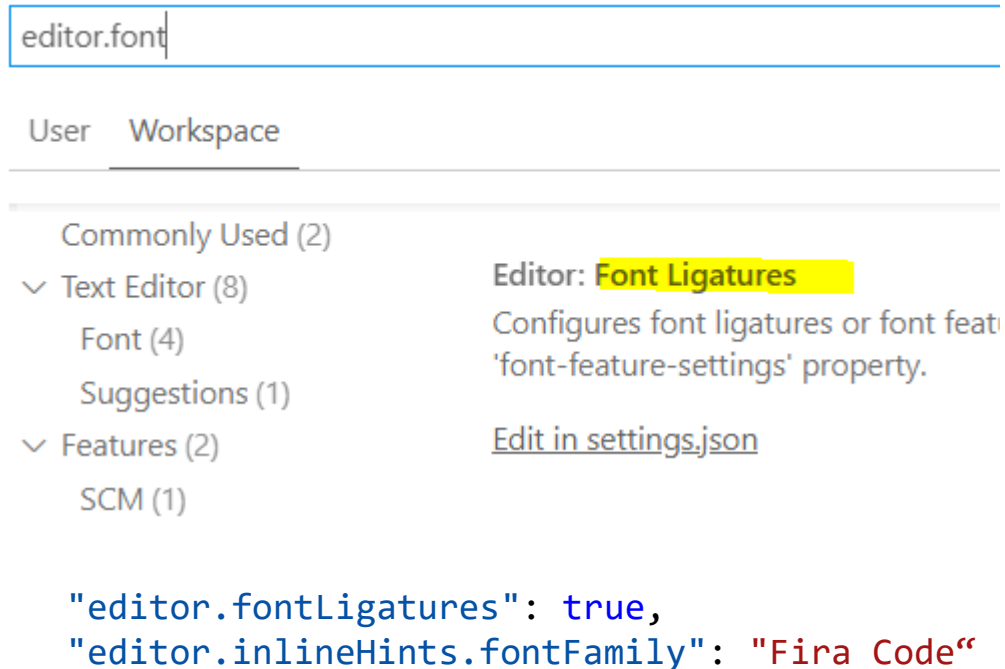 editor.font
User Workspace
Commonly Used (2)
Text Editor (8)
Font (4)
Suggestions (1)
Features (2)
SCM (1)
Editor: Font Ligatures
Configures font ligatures or font featu
'font-feature-settings' property.
Edit in settings.json
"editor.fontLigatures": true,
"editor.inlineHints.fontFamily": "Fira Code“